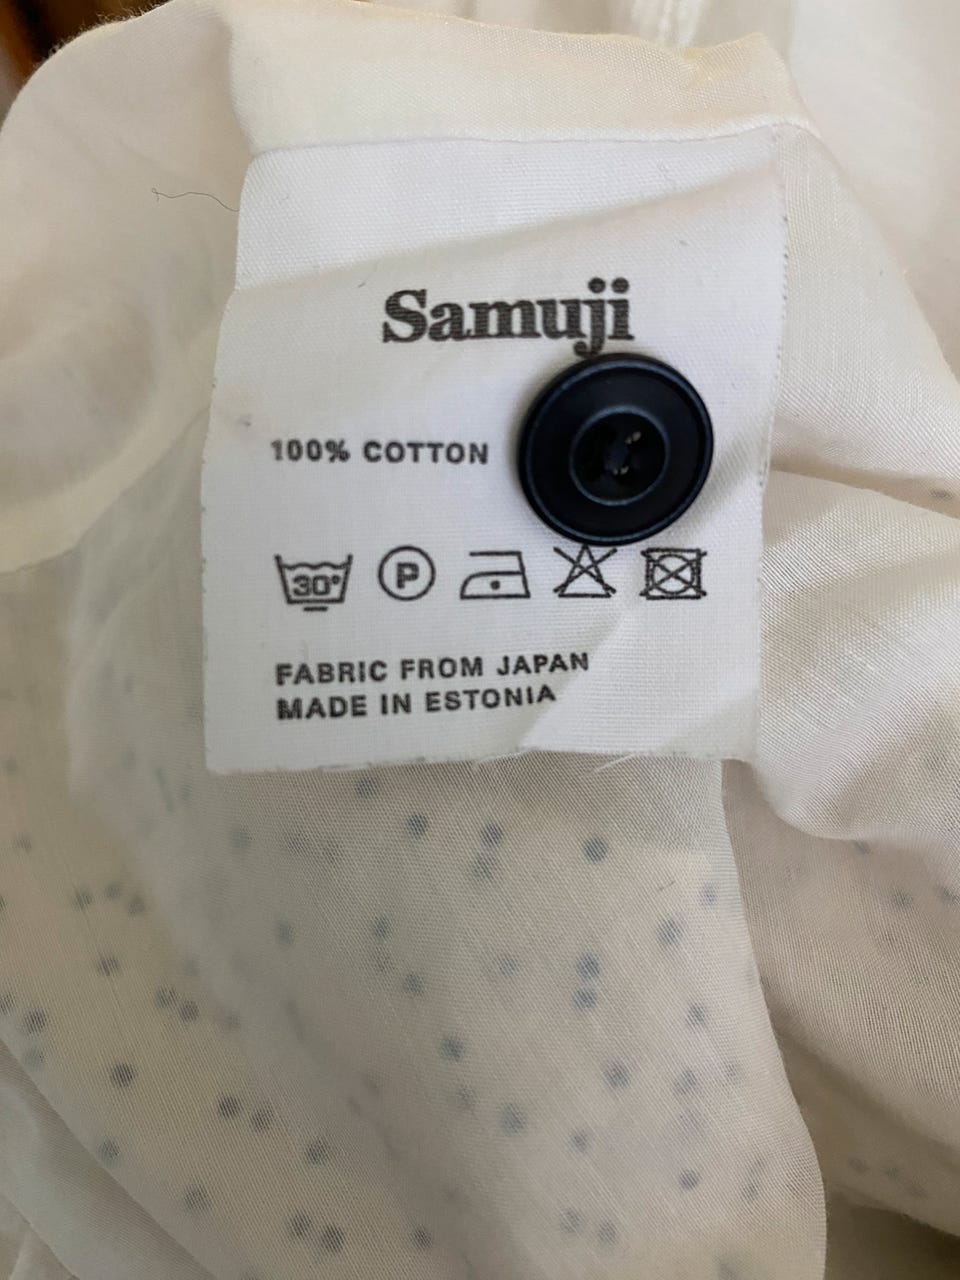 Samuji
100% COTTON
30° P
FABRIC FROM JAPAN
MADE IN ESTONIA